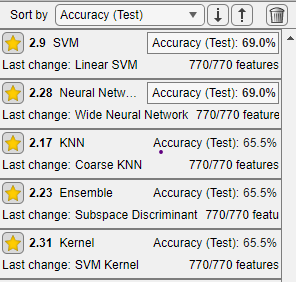 Sort by Accuracy (Test)
2.9 SVM Accuracy (Test): 69.0%
Last change: Linear SVM 770/770 features
2.28 Neural Netw... Accuracy (Test): 69.0%
Last change: Wide Neural Network 770/770 feature
2.17 KNN Accuracy (Test): 65.5%
Last change: Coarse KNN 770/770 features
2.23 Ensemble Accuracy (Test): 65.5%
Last change: Subspace Discriminant 770/770 featu
2.31 Kernel Accuracy (Test): 65.5%
Last change: SVM Kernel 770/770 features